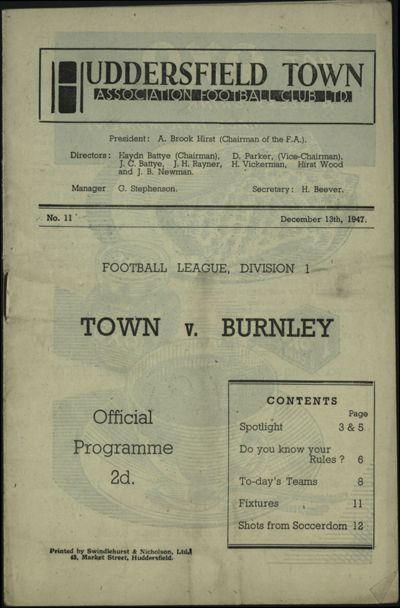 HUDDERSFIELD TOWN
ASSOCIATION FOOTBALL CLUB LTD.
President: A. Brook Hirst (Chairman of the F.A.).
Directors: Haydn Battye (Chairman), D. Parker, (Vice-Chairman),
J. C. Battye, J. H. Rayner, H. Vickerman, Hirst Wood
and J. B. Newman.
Manager G. Stephenson. Secretary: H. Beever.
No. 11 December 13th, 1947.
FOOTBALL LEAGUE, DIVISION 1
TOWN v. BURNLEY
Official
Programme
2d.
CONTENTS
Page
Spotlight 3 & 5
Do you know your
Rules? 6
To-day's Teams 8
Fixtures 11
Shots from Soccerdom 12
Printed by Swindlehurst & Nicholson, Ltd.
43, Market Street, Huddersfield.